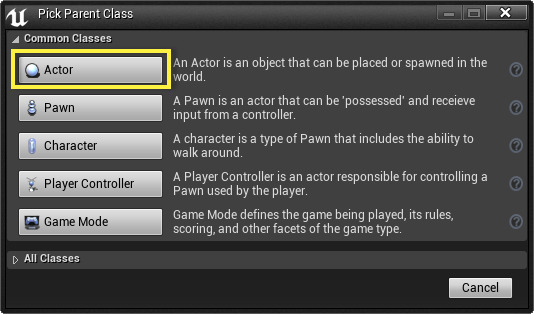 Pick Parent Class
Common Classes
Actor
An Actor is an object that can be placed or spawned in the
world.
Pawn
A Pawn is an actor that can be 'possessed' and receieve
input from a controller.
Character
A character is a type of Pawn that includes the ability to
walk around.
Player Controller
A Player Controller is an actor responsible for controlling a
Pawn used by the player.
Game Mode
Game Mode defines the game being played, its rules,
scoring, and other facets of the game type.
All Classes
Cancel